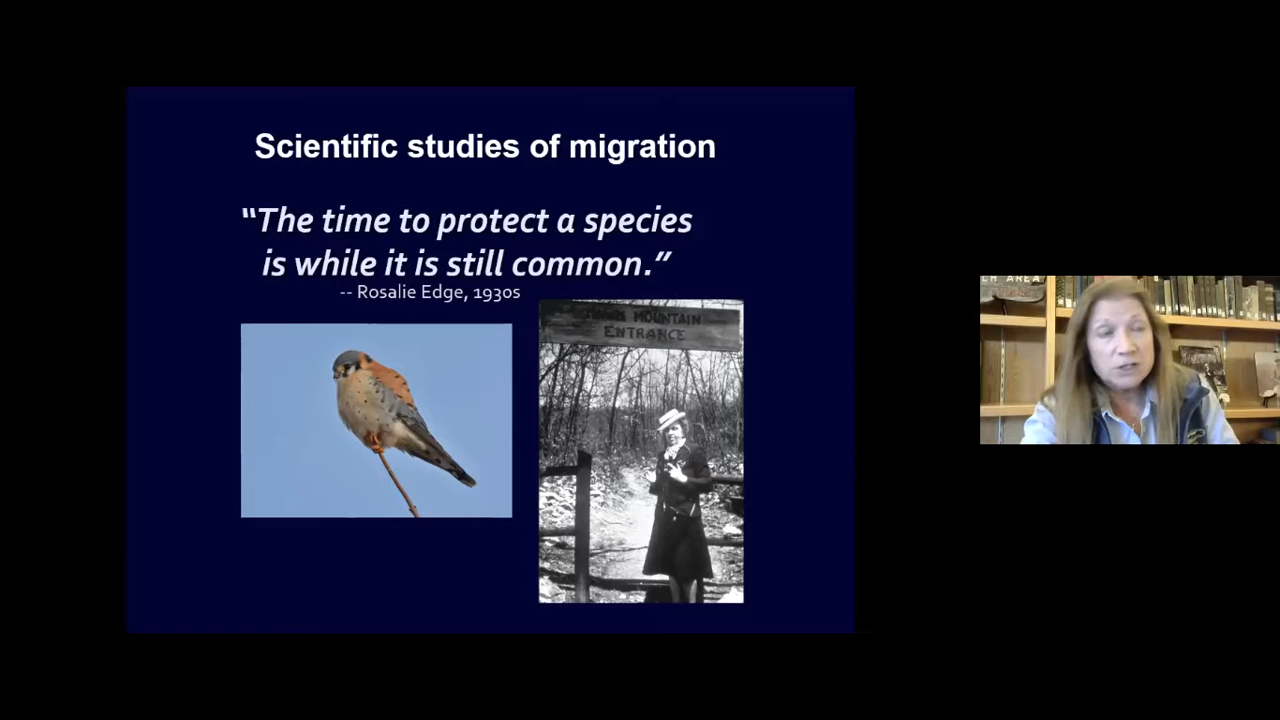 Scientific studies of migration
“The time to protect a species
is while it is still common.”
-- Rosalie Edge, 1930s
MOUNTAIN
ENTRANCE
AREA